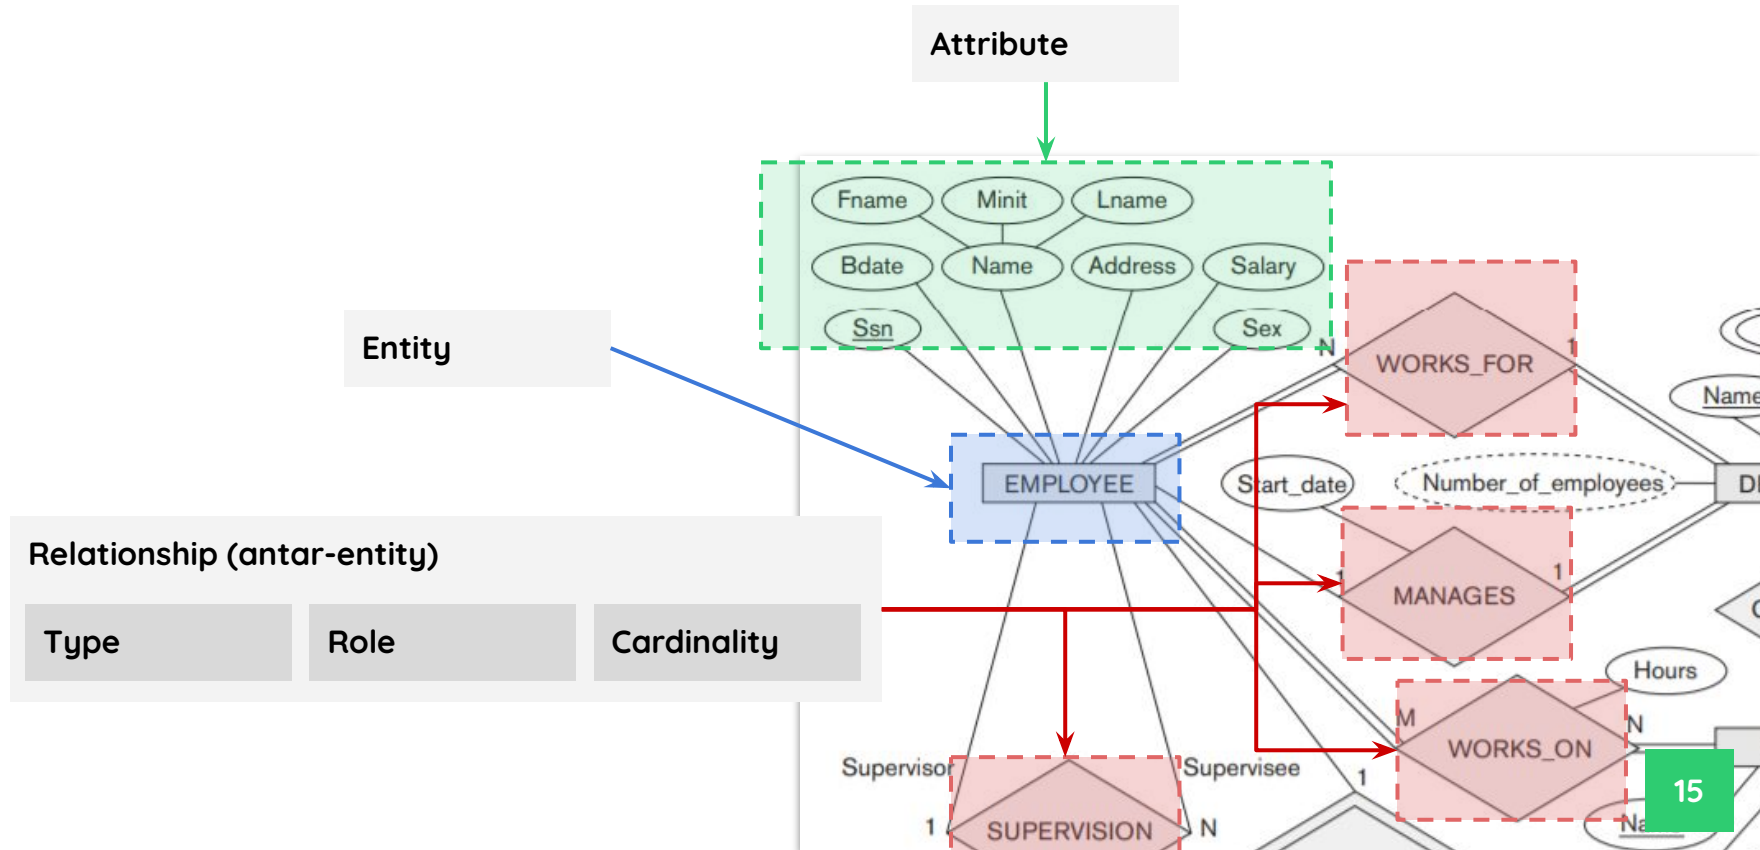 Attribute
Fname
Minit
Lname
Bdate
Name
Address
Salary
Ssn
Sex
Entity
N
WORKS_FOR
1
Name
EMPLOYEE
Start_date
Number_of_employees
Relationship (antar-entity)
Type
Role
Cardinality
1
MANAGES
1
Hours
M
WORKS_ON
N
Supervisor
Supervisee
1
15
1
SUPERVISION
N